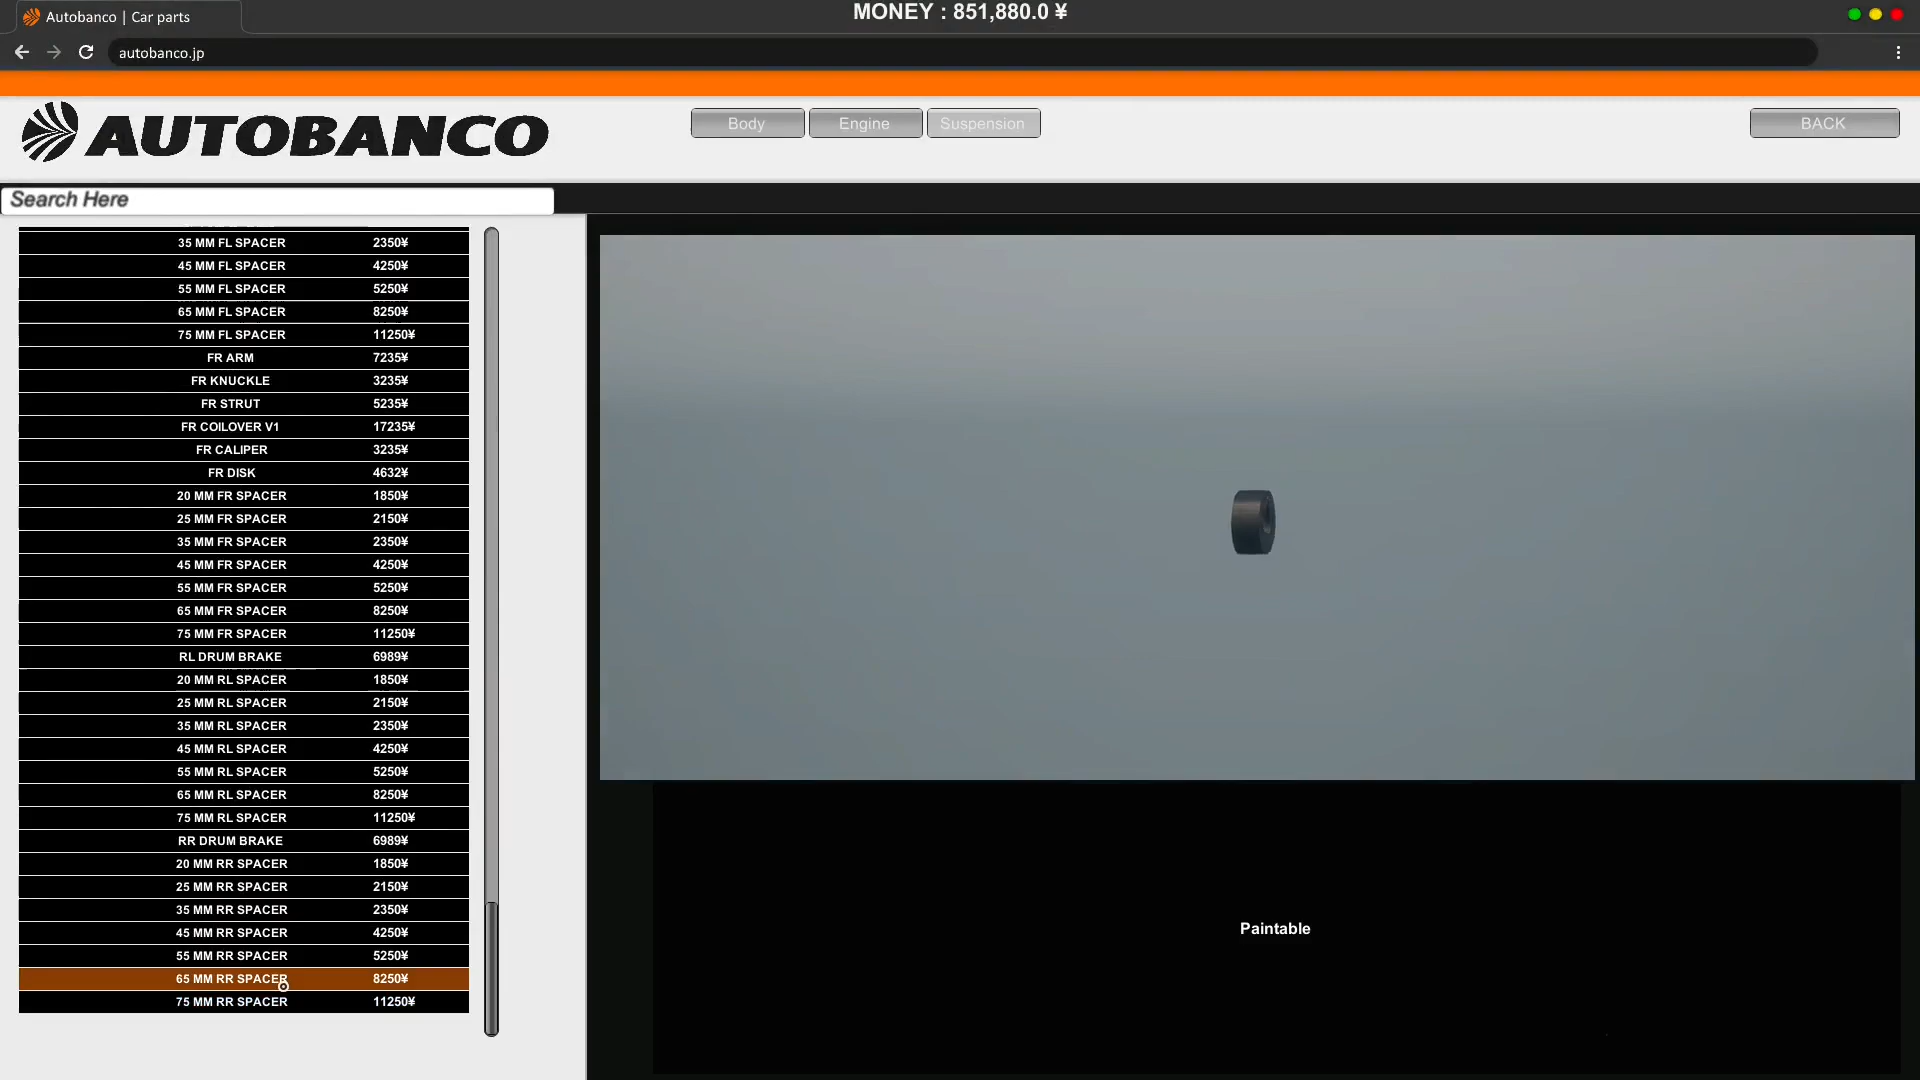 Autobanco | Car parts
MONEY : 851,880.0 ¥
autobanco.jp
AUTOBANCO
Body
Engine
Suspension
BACK
Search Here
35 MM FL SPACER 2350¥
45 MM FL SPACER 4250¥
55 MM FL SPACER 5250¥
65 MM FL SPACER 8250¥
75 MM FL SPACER 11250¥
FR ARM 7235¥
FR KNUCKLE 3235¥
FR STRUT 5235¥
FR COILOVER V1 17235¥
FR CALIPER 3235¥
FR DISK 4632¥
20 MM FR SPACER 1850¥
25 MM FR SPACER 2150¥
35 MM FR SPACER 2350¥
45 MM FR SPACER 4250¥
55 MM FR SPACER 5250¥
65 MM FR SPACER 8250¥
75 MM FR SPACER 11250¥
RL DRUM BRAKE 6989¥
20 MM RL SPACER 1850¥
25 MM RL SPACER 2150¥
35 MM RL SPACER 2350¥
45 MM RL SPACER 4250¥
55 MM RL SPACER 5250¥
65 MM RL SPACER 8250¥
75 MM RL SPACER 11250¥
RR DRUM BRAKE 6989¥
20 MM RR SPACER 1850¥
25 MM RR SPACER 2150¥
35 MM RR SPACER 2350¥
45 MM RR SPACER 4250¥
55 MM RR SPACER 5250¥
65 MM RR SPACER 8250¥
75 MM RR SPACER 11250¥
Paintable